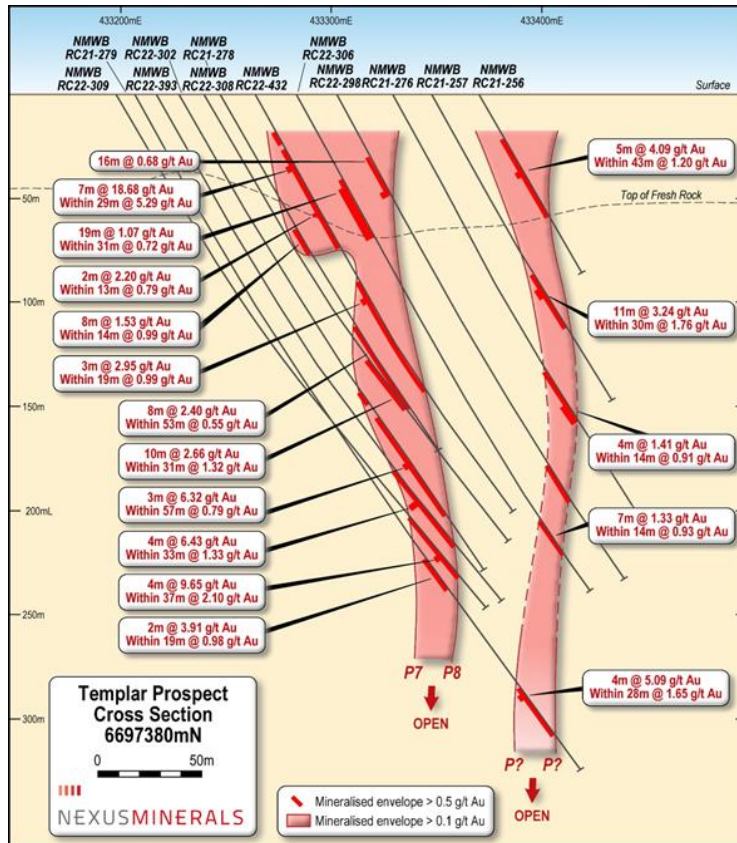 433200mE
433300mE
433400mE
NMWB
RC21-279
NMWB
RC22-302
NMWB
RC21-278
NMWB
RC22-306
NMWB
RC22-309
NMWB
RC22-393
NMWB
RC22-308
NMWB
RC22-432
NMWB
RC22-298
NMWB
RC21-276
NMWB
RC21-257
NMWB
RC21-256
Surface
16m @ 0.68 g/t Au
7m @ 18.68 g/t Au
Within 29m @ 5.29 g/t Au
19m @ 1.07 g/t Au
Within 31m @ 0.72 g/t Au
2m @ 2.20 g/t Au
Within 13m @ 0.79 g/t Au
8m @ 1.53 g/t Au
Within 14m @ 0.99 g/t Au
3m @ 2.95 g/t Au
Within 19m @ 0.99 g/t Au
8m @ 2.40 g/t Au
Within 53m @ 0.55 g/t Au
10m @ 2.66 g/t Au
Within 31m @ 1.32 g/t Au
3m @ 6.32 g/t Au
Within 57m @ 0.79 g/t Au
4m @ 6.43 g/t Au
Within 33m @ 1.33 g/t Au
4m @ 9.65 g/t Au
Within 37m @ 2.10 g/t Au
2m @ 3.91 g/t Au
Within 19m @ 0.98 g/t Au
5m @ 4.09 g/t Au
Within 43m @ 1.20 g/t Au
Top of Fresh Rock
11m @ 3.24 g/t Au
Within 30m @ 1.76 g/t Au
4m @ 1.41 g/t Au
Within 14m @ 0.91 g/t Au
7m @ 1.33 g/t Au
Within 14m @ 0.93 g/t Au
4m @ 5.09 g/t Au
Within 28m @ 1.65 g/t Au
50m
100m
150m
200mL
250m
300m
P7 P8
OPEN
P? P?
OPEN
Templar Prospect
Cross Section
6697380mN
0 50m
NEXUSMINERALS
Mineralised envelope > 0.5 g/t Au
Mineralised envelope > 0.1 g/t Au